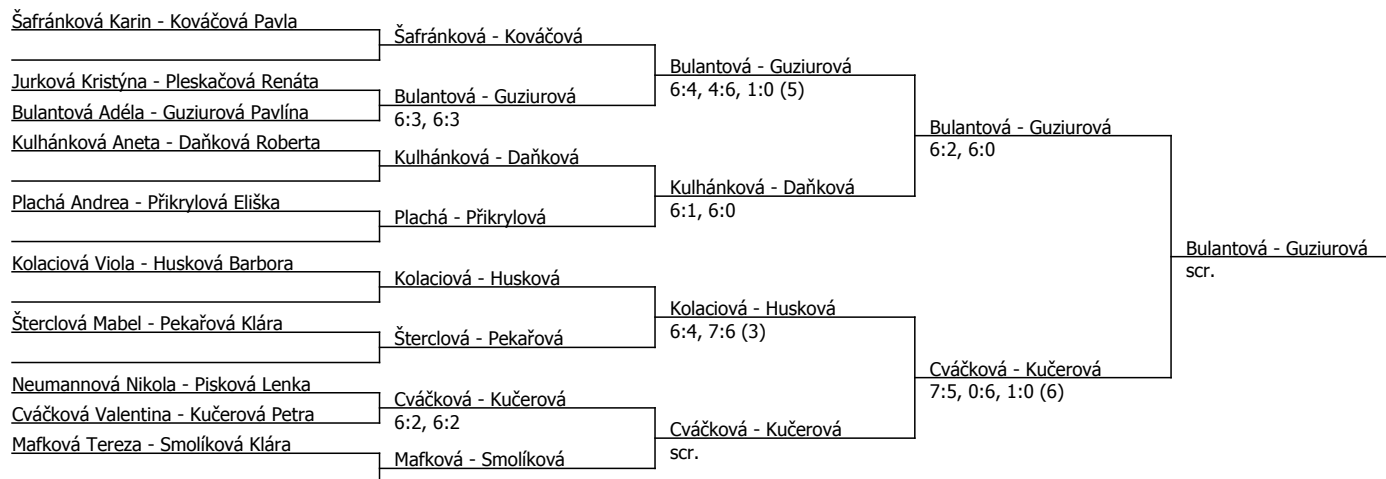 Šafránková Karin - Kováčová Pavla
Šafránková - Kováčová
Bulantová - Guziurová
6:4, 4:6, 1:0 (5)
Jurková Kristýna - Pleskačová Renáta
Bulantová - Guziurová
6:3, 6:3
Bulantová Adéla - Guziurová Pavlína
Bulantová - Guziurová
6:2, 6:0
Kulhánková Aneta - Daňková Roberta
Kulhánková - Daňková
Kulhánková - Daňková
6:1, 6:0
Plachá Andrea - Přikrylová Eliška
Plachá - Přikrylová
Bulantová - Guziurová
scr.
Kolaciová Viola - Husková Barbora
Kolaciová - Husková
Kolaciová - Husková
6:4, 7:6 (3)
Šterclová Mabel - Pekařová Klára
Šterclová - Pekařová
Cváčková - Kučerová
7:5, 0:6, 1:0 (6)
Neumannová Nikola - Pisková Lenka
Cváčková - Kučerová
6:2, 6:2
Cváčková Valentina - Kučerová Petra
Cváčková - Kučerová
scr.
Mafková Tereza - Smolíková Klára
Mafková - Smolíková